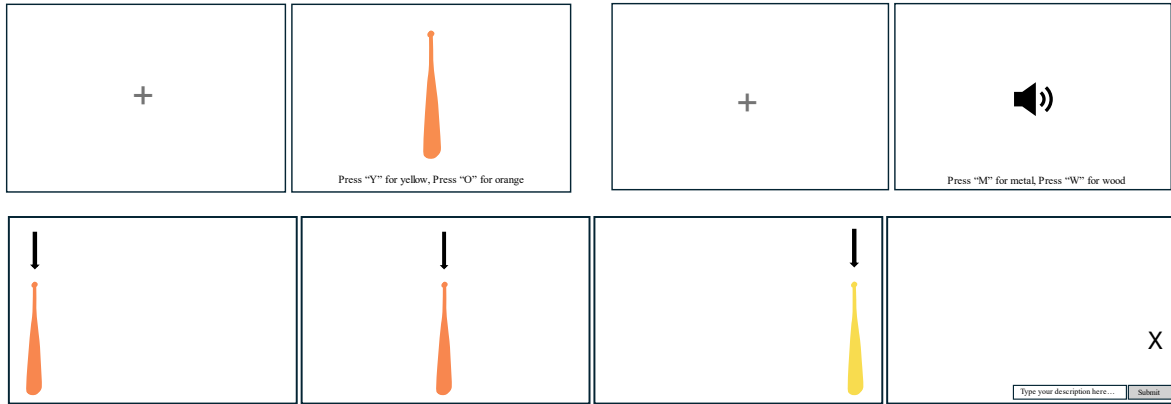 Press “Y” for yellow, Press “O” for orange
Press “M” for metal, Press “W” for wood
X
Type your description here…
Submit